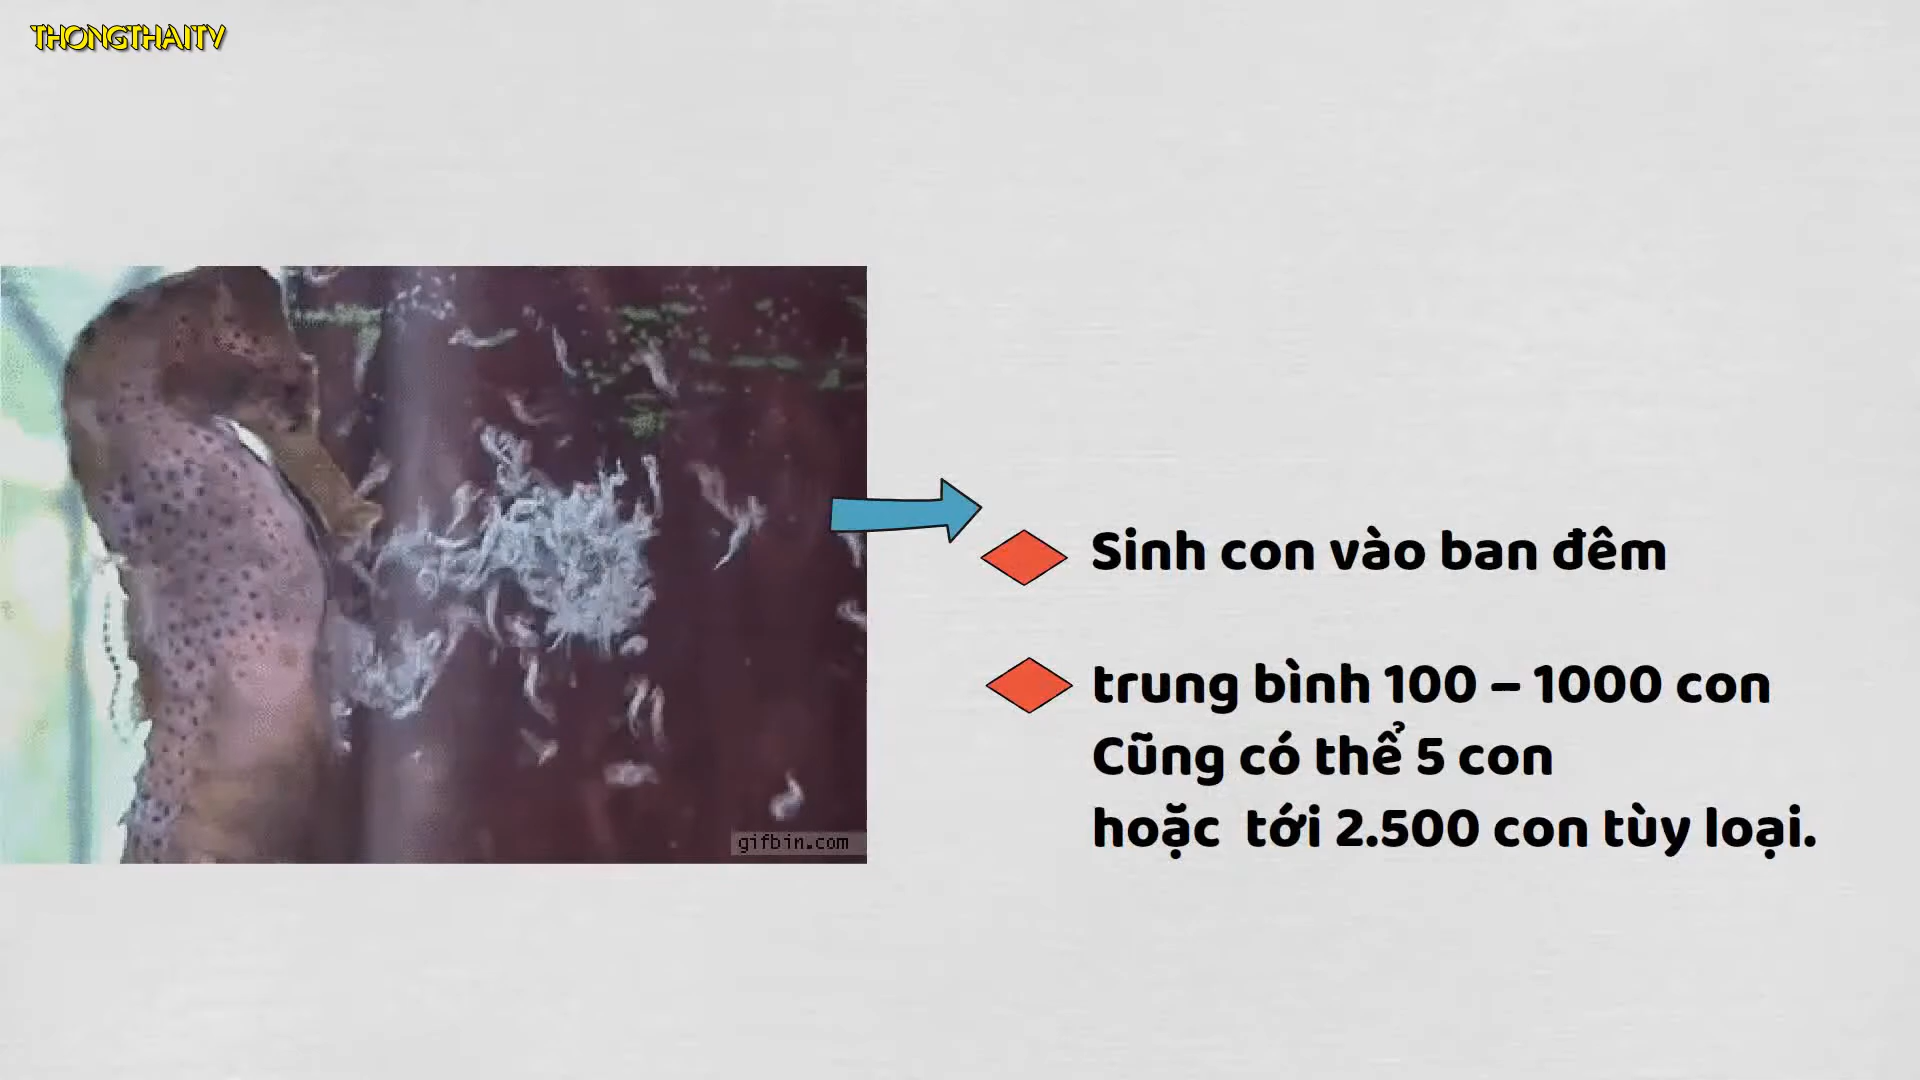 THONGTHAITV
Sinh con vào ban đêm
trung bình 100 – 1000 con
Cũng có thể 5 con
hoặc tới 2.500 con tùy loại.
gifbin.com